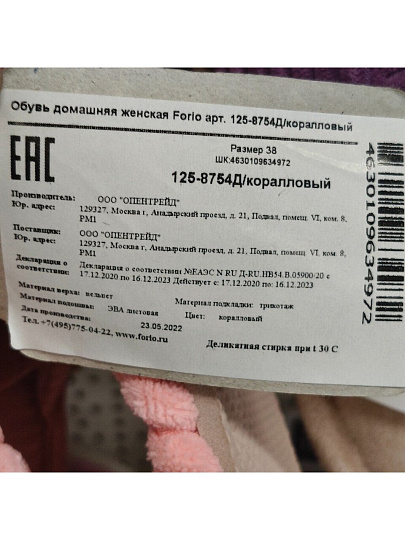 Обувь домашняя женская Forio арт. 125-8754Д/коралловый
EAC
Размер 38
ШК:4630109634972
125-8754Д/коралловый
Производитель: ООО "ОПЕНТРЕЙД"
Юр. адрес: 129327, Москва г, Анадырский проезд, д. 21, Подвал, помещ. VI, ком. 8, РМ1
Поставщик: ООО "ОПЕНТРЕЙД"
Юр. адрес: 129327, Москва г, Анадырский проезд, д. 21, Подвал, помещ. VI, ком. 8, РМ1
Декларация о соответствии: Декларация о соответствии №ЕАЭС N RU Д-RU.НВ54.В.05900-20 с 17.12.2020 по 16.12.2023 Действует с: 17.12.2020 по 16.12.2023
Материал верха: вельвет
Материал подкладки: трикотаж
Материал подошвы: ЭВА листовая
Цвет: коралловый
Дата производства: 23.05.2022
Тел. +7(495)775-04-22, www.forio.ru
Деликатная стирка при t 30 С
4630109634972